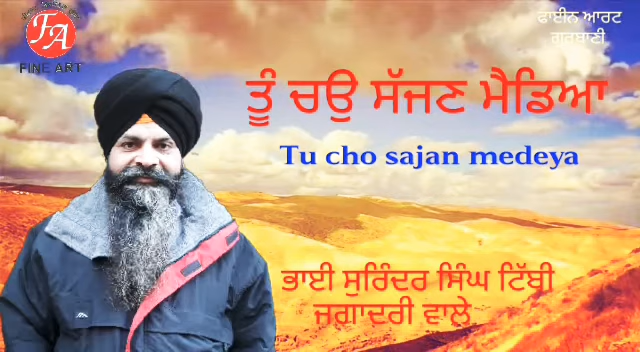 FA
FINE ART
ਫਾਈਨ ਆਰਟ
ਗੁਰਬਾਣੀ
ਤੂੰ ਚਉ ਸੱਜਣ ਮੈਡਿਆ
Tu cho sajan medeya
ਭਾਈ ਸੁਰਿੰਦਰ ਸਿੰਘ ਟਿੱਬੀ
ਜਗਾਦਰੀ ਵਾਲੇ